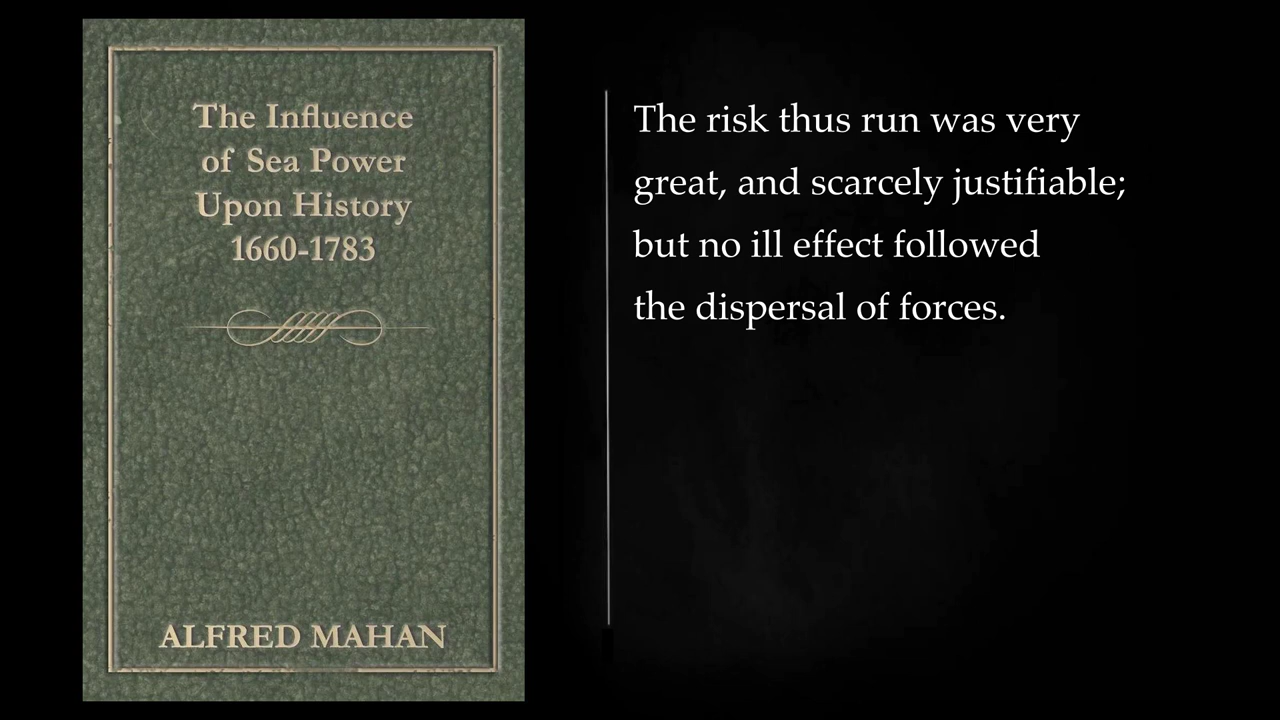 The Influence
of Sea Power
Upon History
1660-1783
ALFRED MAHAN
The risk thus run was very
great, and scarcely justifiable;
but no ill effect followed
the dispersal of forces.